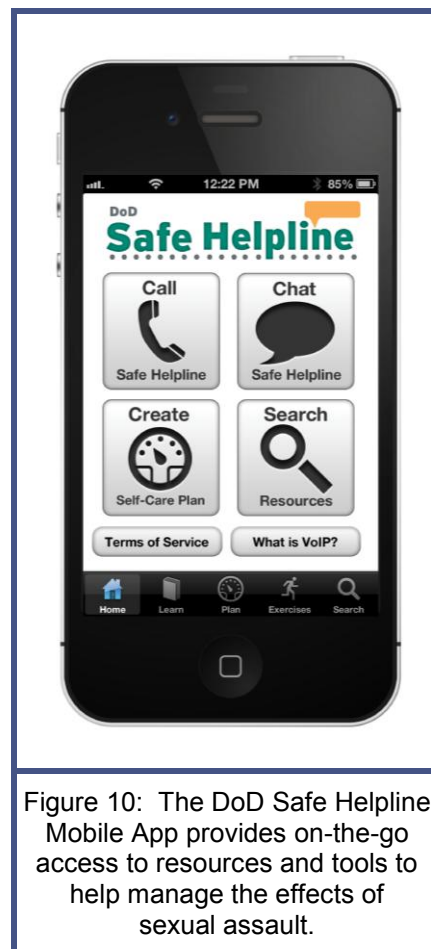 12:22 PM 85%
DoD
Safe Helpline
Call Chat
Safe Helpline Safe Helpline
Create Search
Self-Care Plan Resources
Terms of Service What is VoIP?
Home Learn Plan Exercises Search
Figure 10: The DoD Safe Helpline
Mobile App provides on-the-go
access to resources and tools to
help manage the effects of
sexual assault.